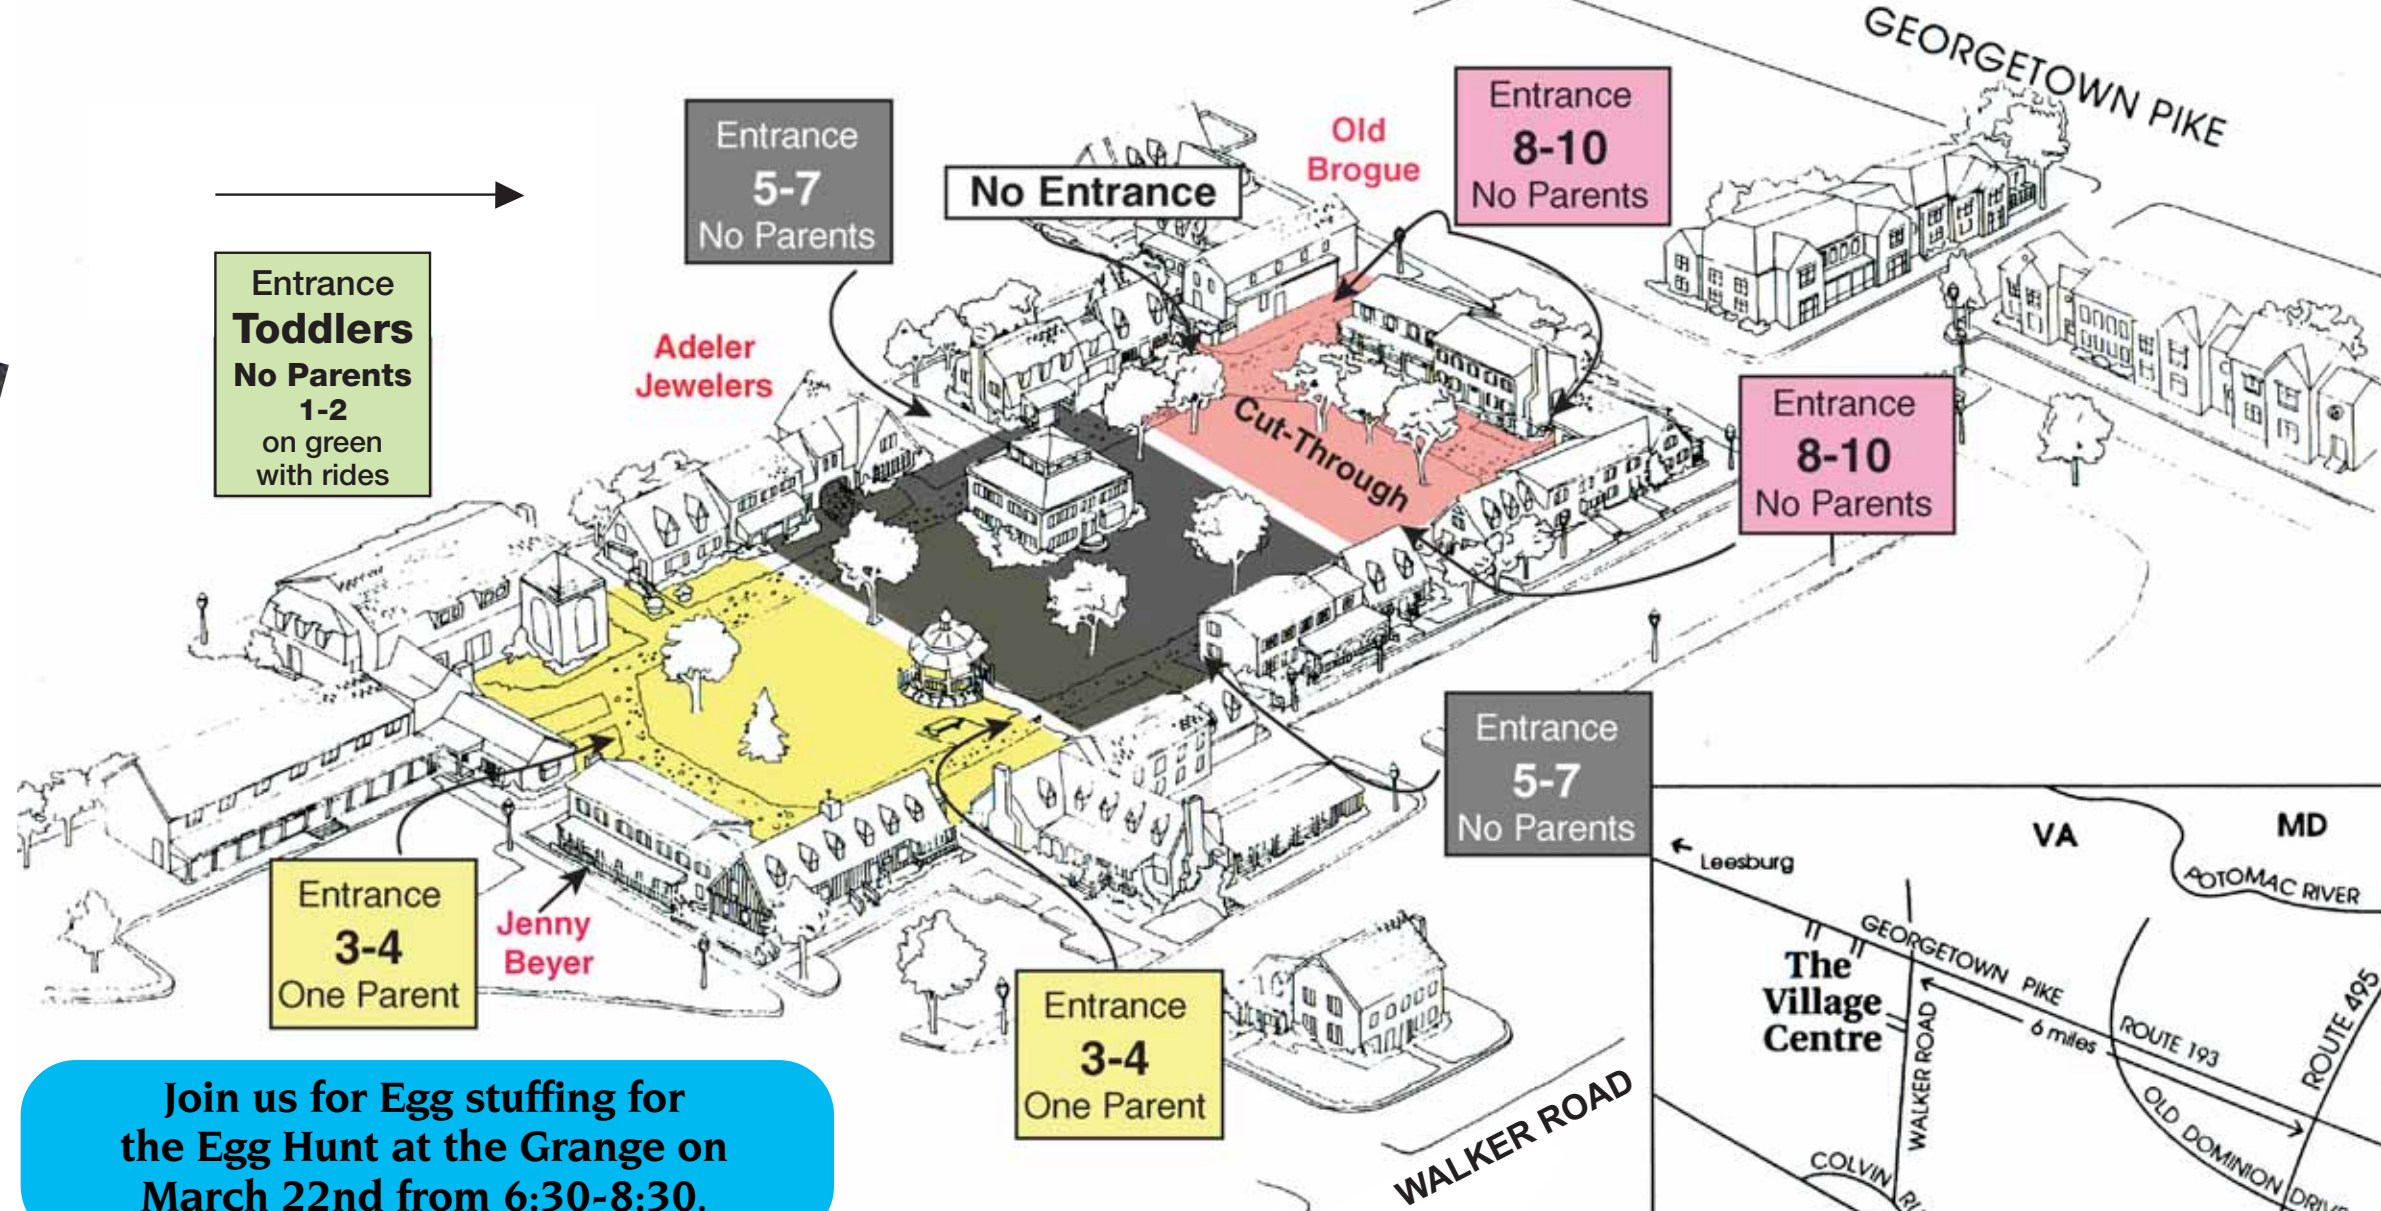 GEORGETOWN PIKE
Entrance
5-7
No Parents
No Entrance
Old
Brogue
Entrance
8-10
No Parents
Entrance
Toddlers
No Parents
1-2
on green
with rides
Adeler
Jewelers
Cut-Through
Entrance
8-10
No Parents
Entrance
5-7
No Parents
Entrance
3-4
One Parent
Jenny
Beyer
Entrance
3-4
One Parent
WALKER ROAD
Join us for Egg stuffing for
the Egg Hunt at the Grange on
March 22nd from 6:30-8:30.
VA
MD
Leesburg
POTOMAC RIVER
GEORGETOWN PIKE
The
Village
Centre
6 miles
ROUTE 193
ROUTE 495
WALKER ROAD
OLD DOMINION DRIVE
COLVIN